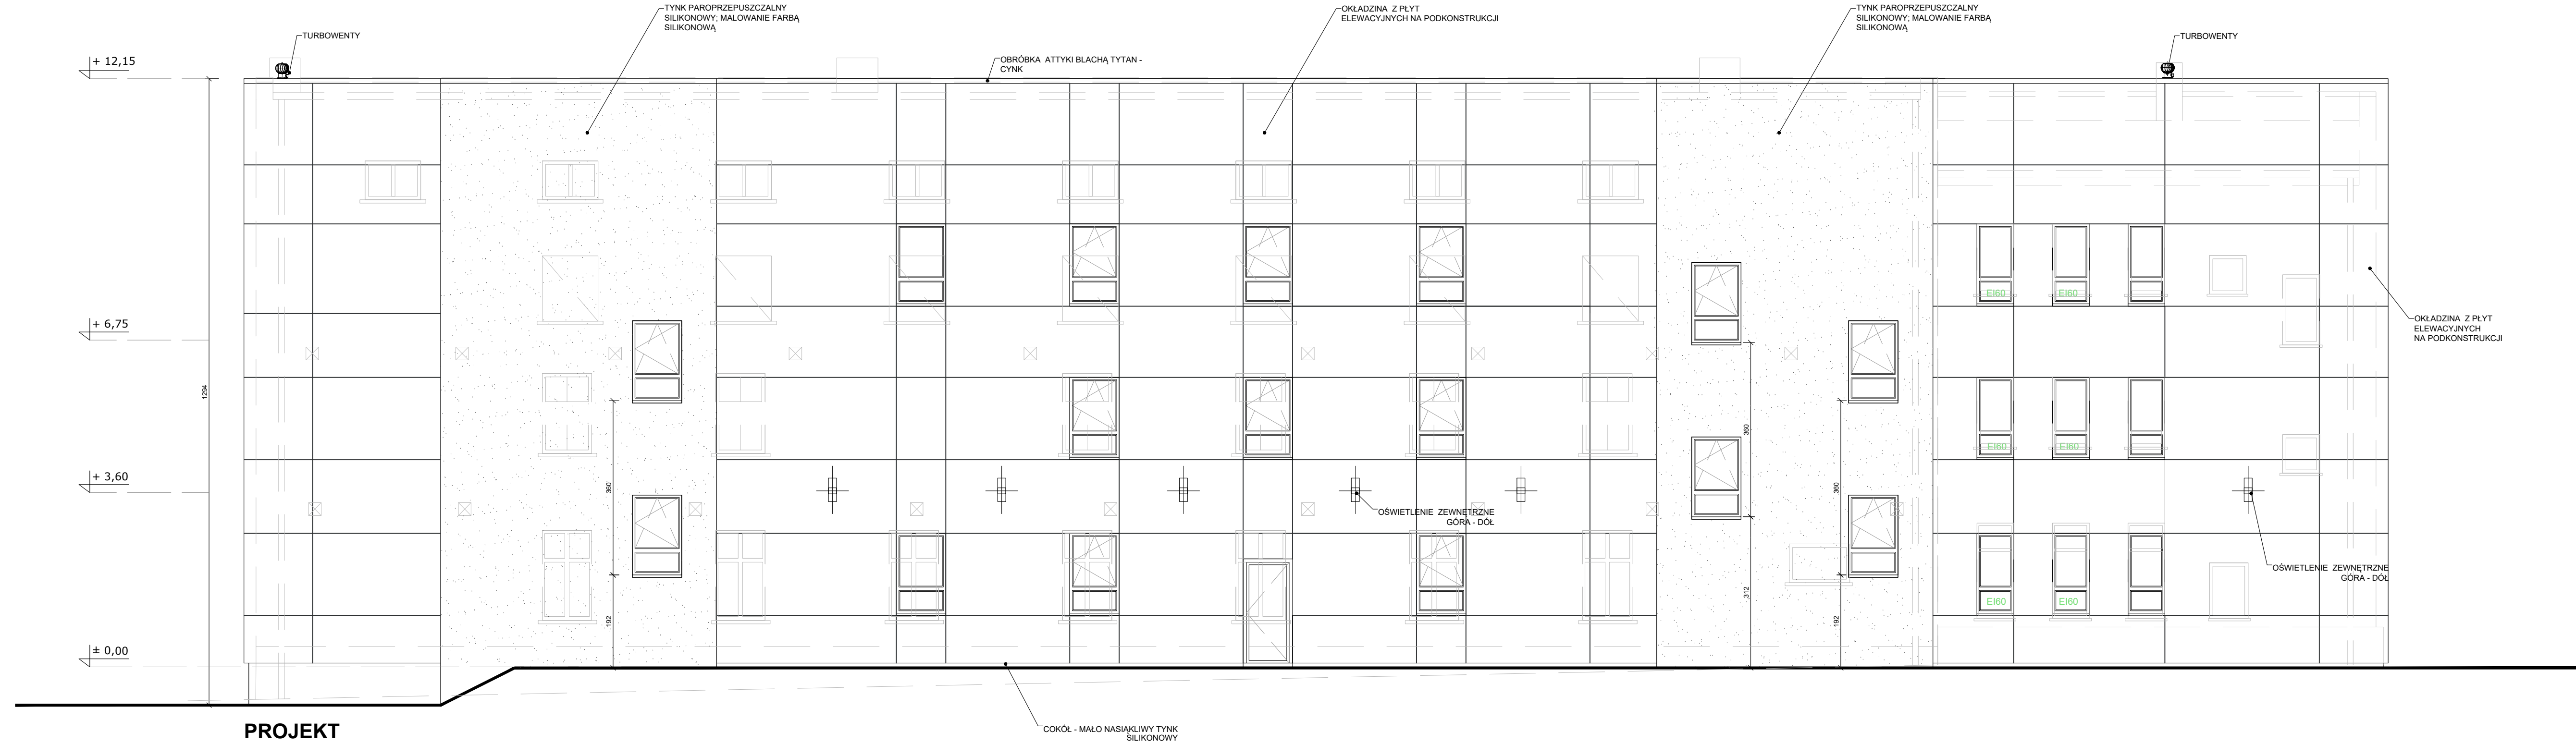 TYNK PAROPRZEPUSZCZALNY
SILIKONOWY; MALOWANIE FARBĄ
SILIKONOWĄ
OKŁADZINA Z PŁYT
ELEWACYJNYCH NA PODKONSTRUKCJI
TYNK PAROPRZEPUSZCZALNY
SILIKONOWY; MALOWANIE FARBĄ
SILIKONOWĄ
TURBOWENTY
TURBOWENTY
+ 12,15
OBRÓBKA ATTYKI BLACHĄ TYTAN -
CYNK
EI60
EI60
+ 6,75
OKŁADZINA Z PŁYT
ELEWACYJNYCH
NA PODKONSTRUKCJI
1294
360
EI60
EI60
+ 3,60
360
360
OŚWIETLENIE ZEWNĘTRZNE
GÓRA - DÓŁ
OŚWIETLENIE ZEWNĘTRZNE
GÓRA - DÓŁ
312
EI60
EI60
192
192
± 0,00
PROJEKT
COKÓŁ - MAŁO NASIĄKLIWY TYNK
SILIKONOWY